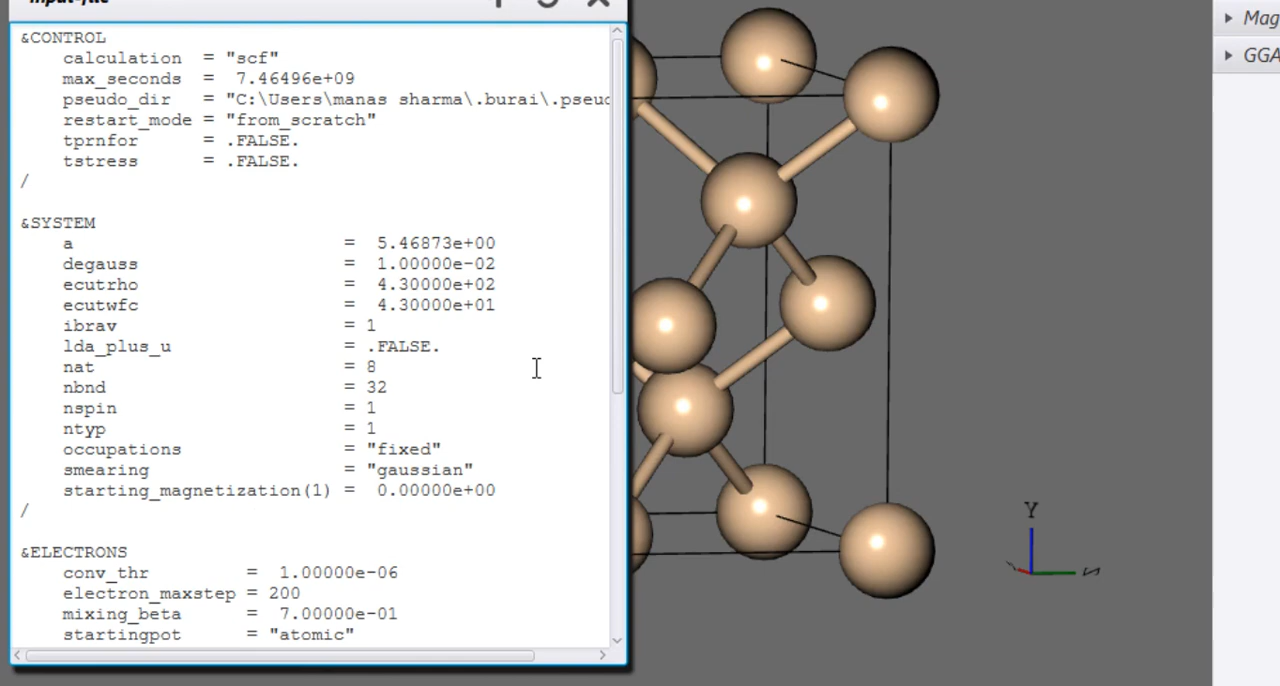 input-file
&CONTROL
calculation = "scf"
max_seconds = 7.46496e+09
pseudo_dir = "C:\Users\manas sharma\.burai\.pseud
restart_mode = "from_scratch"
tprnfor = .FALSE.
tstress = .FALSE.
/
&SYSTEM
a = 5.46873e+00
degauss = 1.00000e-02
ecutrho = 4.30000e+02
ecutwfc = 4.30000e+01
ibrav = 1
lda_plus_u = .FALSE.
nat = 8
nbnd = 32
nspin = 1
ntyp = 1
occupations = "fixed"
smearing = "gaussian"
starting_magnetization(1) = 0.00000e+00
/
&ELECTRONS
conv_thr = 1.00000e-06
electron_maxstep = 200
mixing_beta = 7.00000e-01
startingpot = "atomic"
Mag
GGA
Y